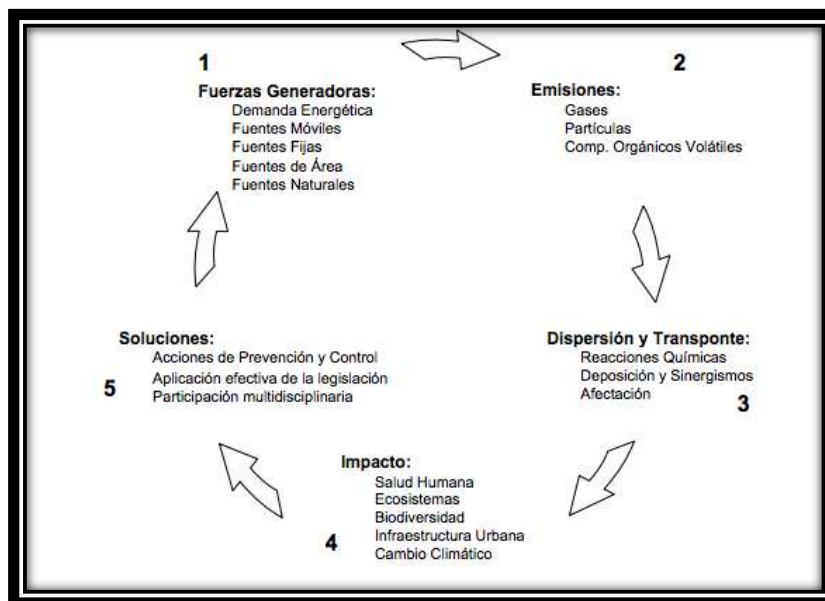 1
Fuerzas Generadoras:
Demanda Energética
Fuentes Móviles
Fuentes Fijas
Fuentes de Área
Fuentes Naturales
2
Emisiones:
Gases
Partículas
Comp. Orgánicos Volátiles
Dispersión y Transponte:
Reacciones Químicas
Deposición y Sinergismos
Afectación
3
Impacto:
Salud Humana
Ecosistemas
Biodiversidad
Infraestructura Urbana
Cambio Climático
4
Soluciones:
Acciones de Prevención y Control
Aplicación efectiva de la legislación
Participación multidisciplinaria
5